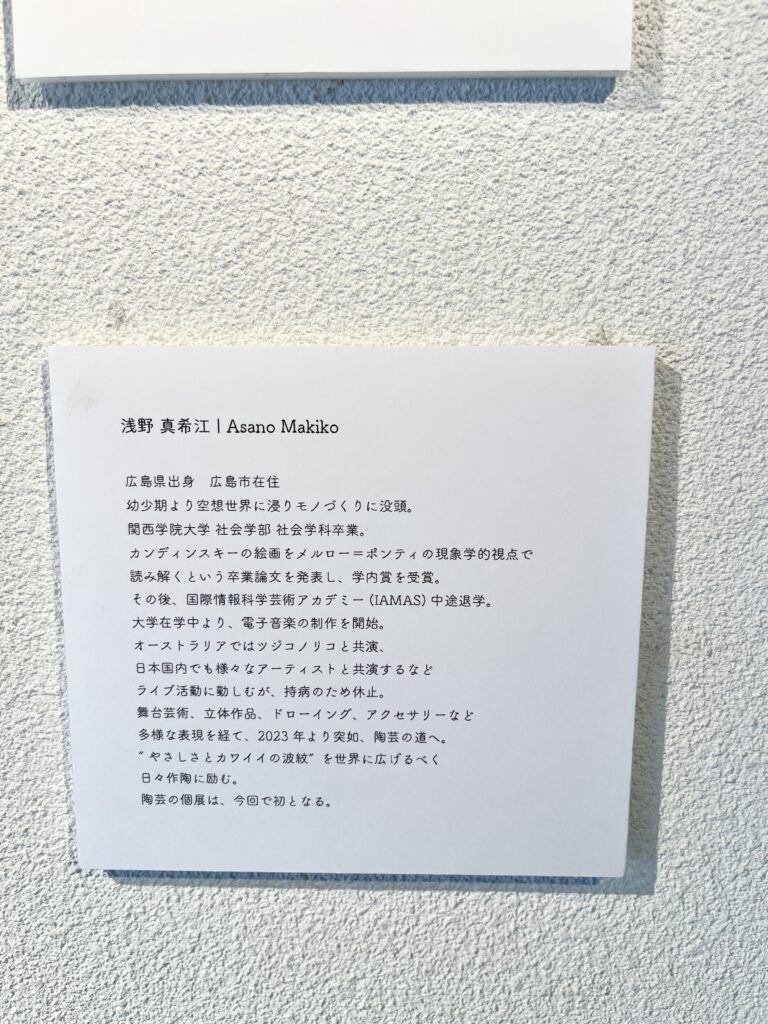 浅野 真希江 | Asano Makiko
広島県出身　広島市在住
幼少期より空想世界に浸りモノづくりに没頭。
関西学院大学 社会学部 社会学科卒業。
カンディンスキーの絵画をメルロー＝ポンティの現象学的視点で
読み解くという卒業論文を発表し、学内賞を受賞。
その後、国際情報科学芸術アカデミー（IAMAS）中途退学。
大学在学中より、電子音楽の制作を開始。
オーストラリアではツジコノリコと共演、
日本国内でも様々なアーティストと共演するなど
ライブ活動に勤しむが、持病のため休止。
舞台芸術、立体作品、ドローイング、アクセサリーなど
多様な表現を経て、2023 年より突如、陶芸の道へ。
“ やさしさとカワイイの波紋” を世界に広げるべく
日々作陶に励む。
陶芸の個展は、今回で初となる。